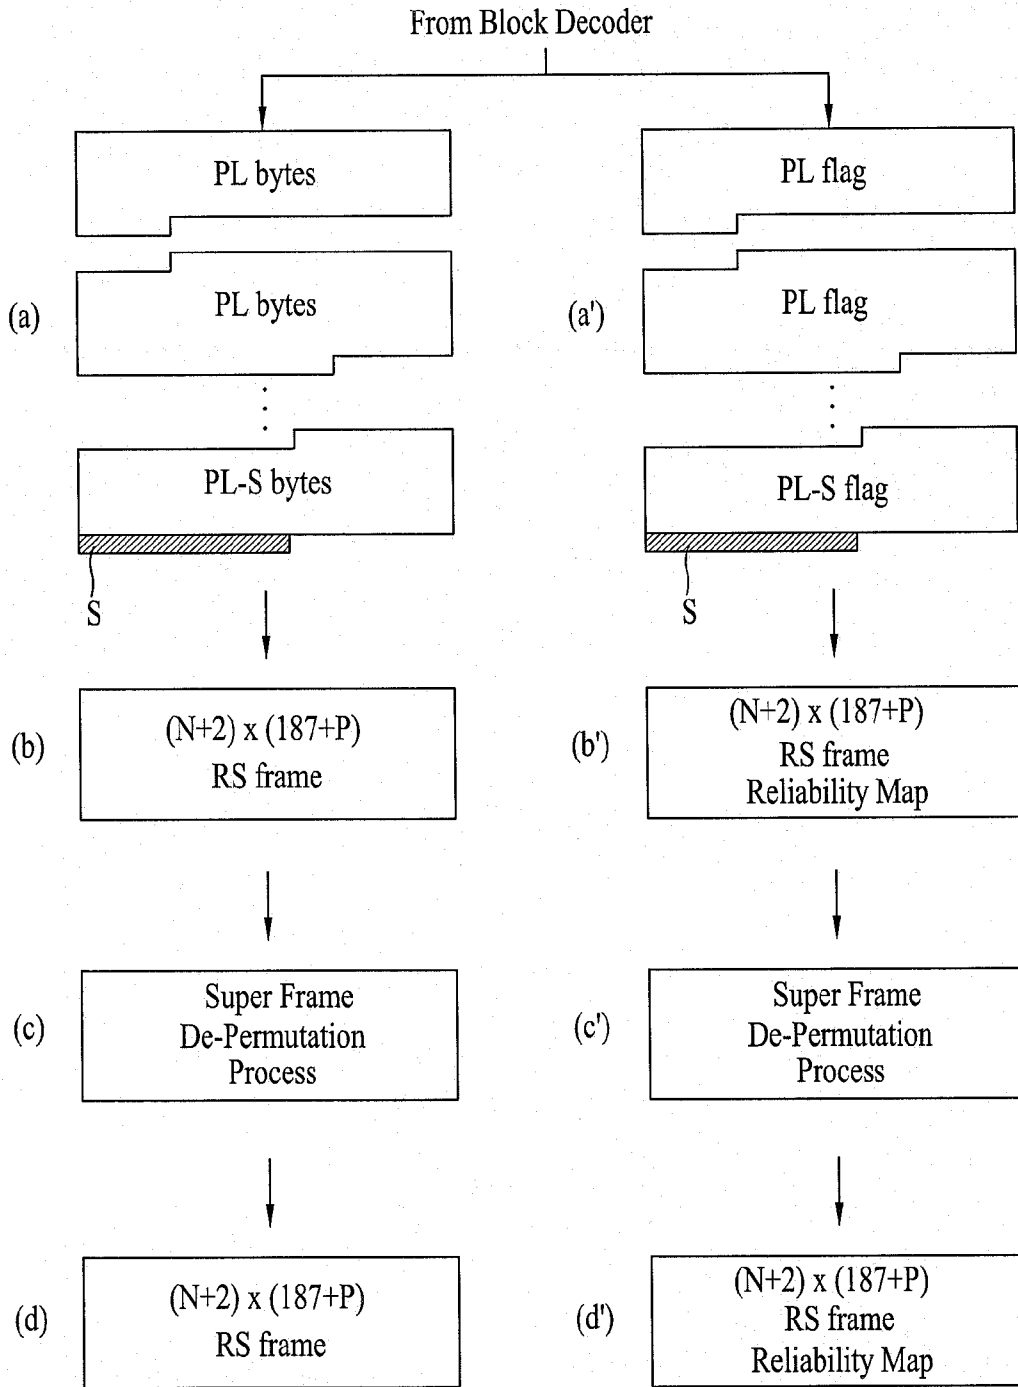 From Block Decoder
PL bytes
PL flag
(a)
PL bytes
(a')
PL flag
PL-S bytes
PL-S flag
S
S
(b)
(N+2) x (187+P)
RS frame
(b')
(N+2) x (187+P)
RS frame
Reliability Map
(c)
Super Frame
De-Permutation
Process
(c')
Super Frame
De-Permutation
Process
(d)
(N+2) x (187+P)
RS frame
(d')
(N+2) x (187+P)
RS frame
Reliability Map